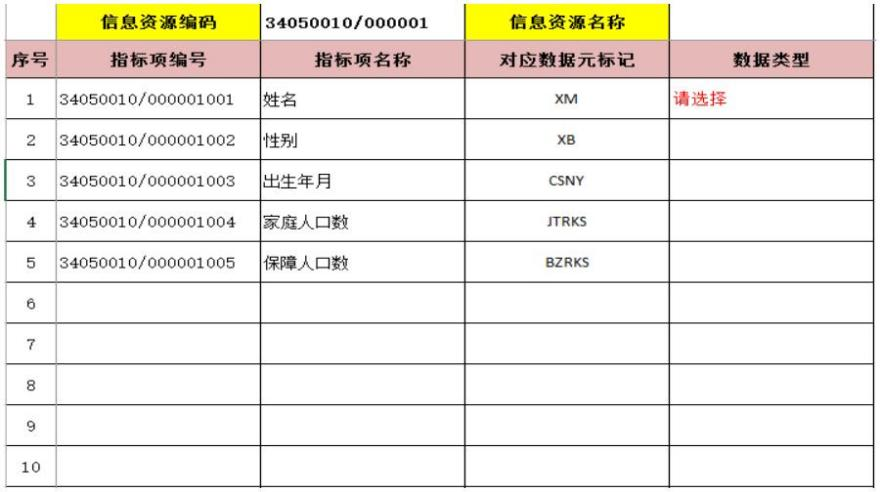 信息资源编码 34050010/000001 信息资源名称
序号 指标项编号 指标项名称 对应数据元标记 数据类型
1 34050010/000001001 姓名 XM 请选择
2 34050010/000001002 性别 XB
3 34050010/000001003 出生年月 CSNY
4 34050010/000001004 家庭人口数 JTRKS
5 34050010/000001005 保障人口数 BZRKS
6
7
8
9
10